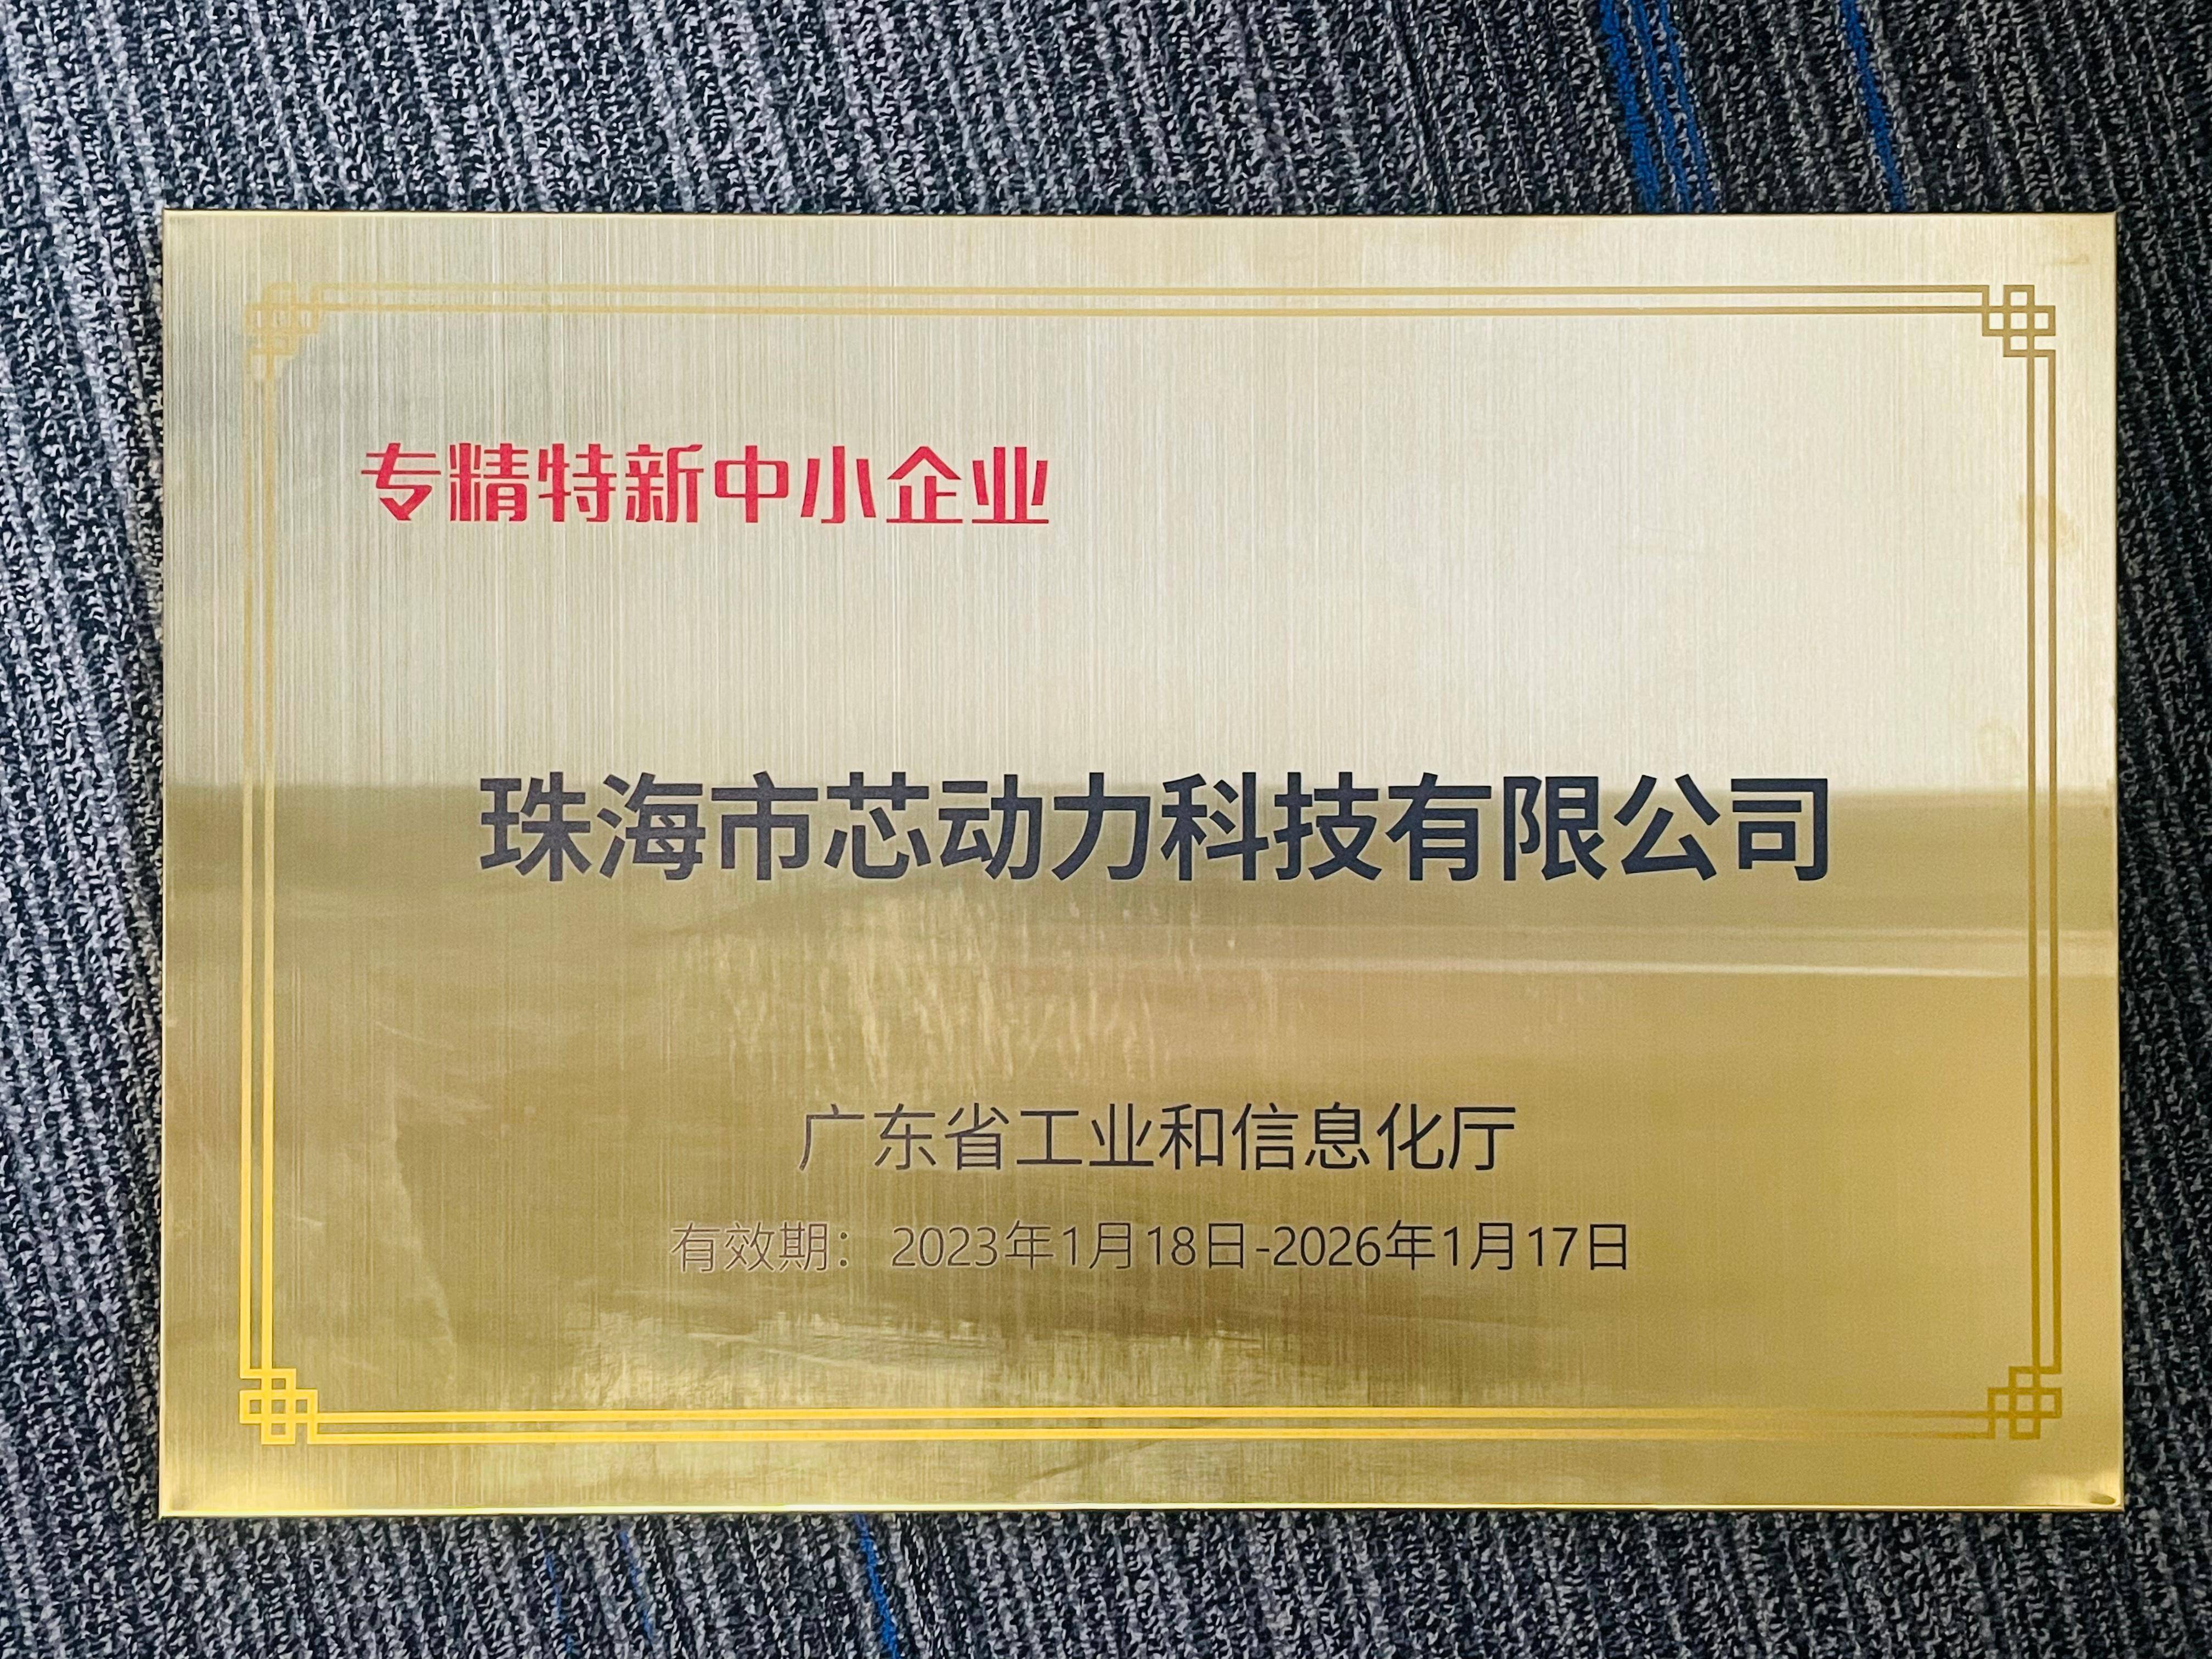 专精特新中小企业
珠海市芯动力科技有限公司
广东省工业和信息化厅
有效期：2023年1月18日-2026年1月17日